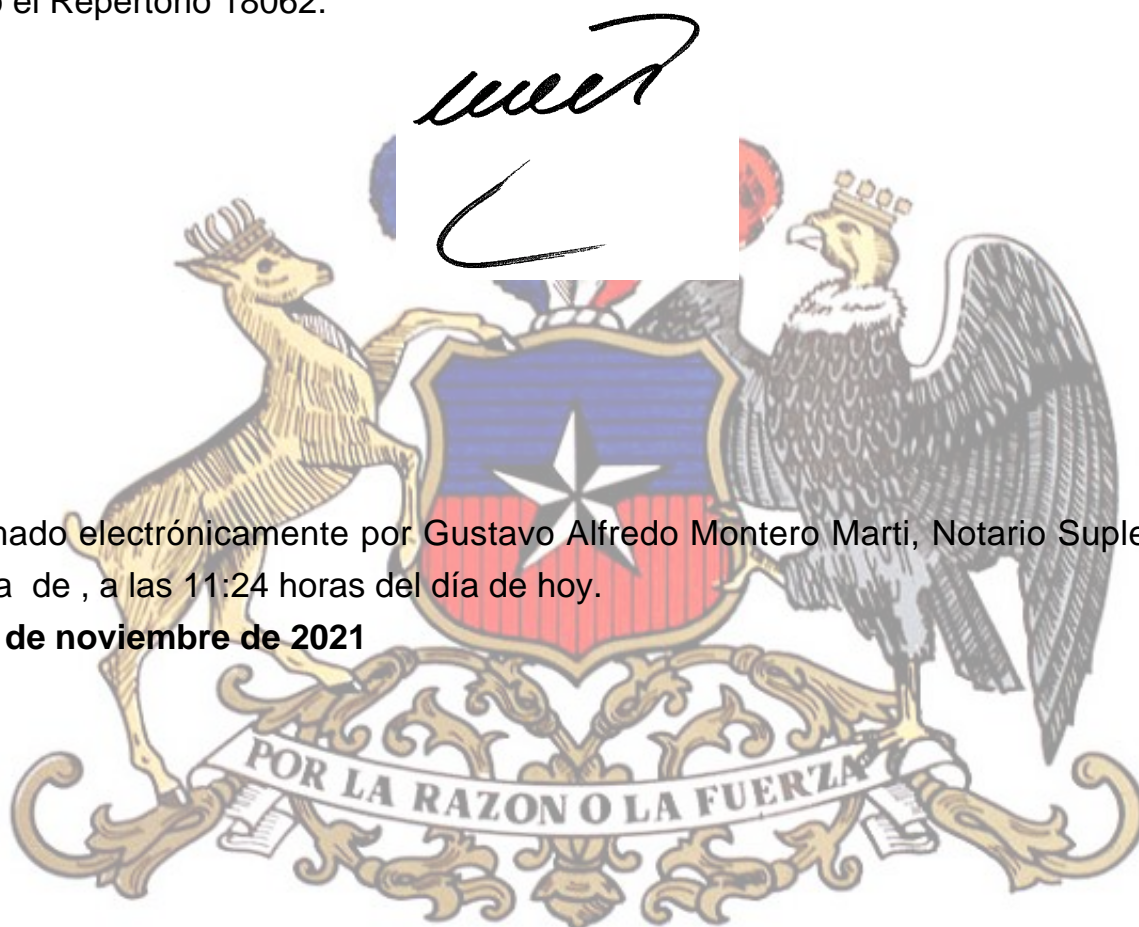 o el Repertorio 18062.
nado electrónicamente por Gustavo Alfredo Montero Marti, Notario Suple
a de , a las 11:24 horas del día de hoy.
de noviembre de 2021
POR LA RAZON O LA FUERZA